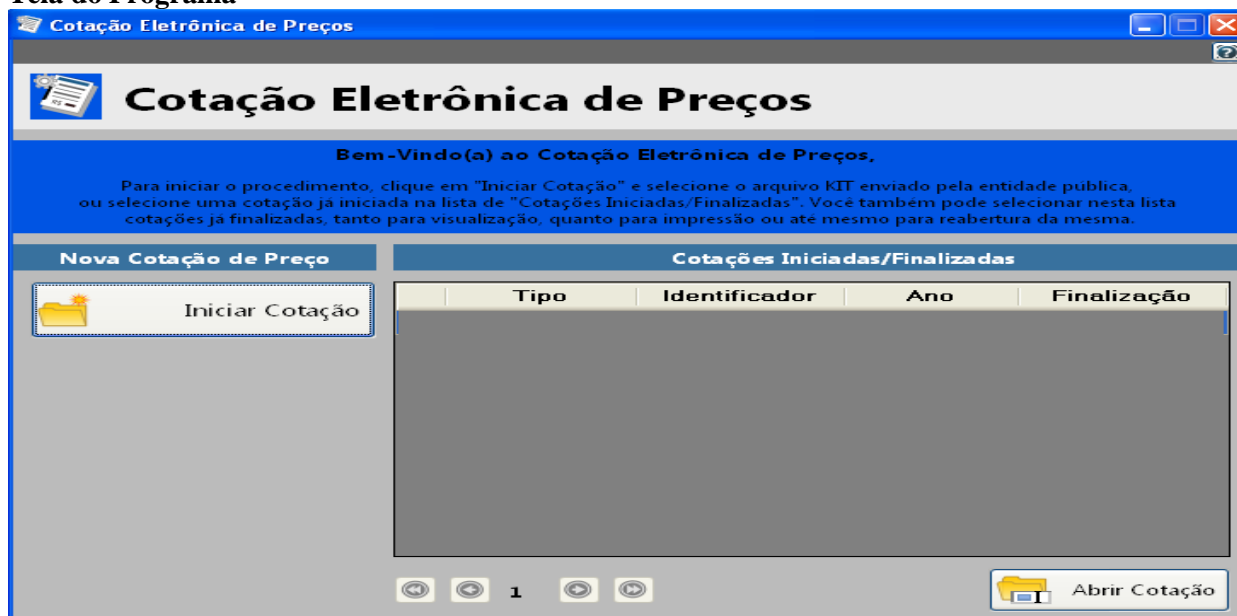 Tela do Programa
Cotação Eletrônica de Preços
Cotação Eletrônica de Preços
Bem-Vindo(a) ao Cotação Eletrônica de Preços,
Para iniciar o procedimento, clique em "Iniciar Cotação" e selecione o arquivo KIT enviado pela entidade pública,
ou selecione uma cotação já iniciada na lista de "Cotações Iniciadas/Finalizadas". Você também pode selecionar nesta lista
cotações já finalizadas, tanto para visualização, quanto para impressão ou até mesmo para reabertura da mesma.
Nova Cotação de Preço
Cotações Iniciadas/Finalizadas
Iniciar Cotação
Tipo Identificador Ano Finalização
1
Abrir Cotação